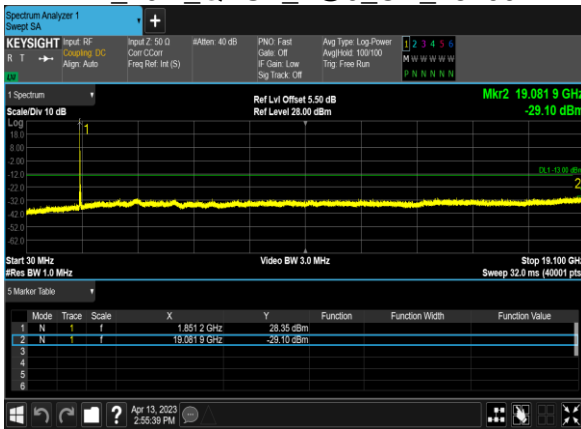 Spectrum Analyzer 1
Swept SA
KEYSIGHT
R T
LXI
Input: RF
Coupling: DC
Align: Auto
Input Z: 50 Ω
Corr CCorr
Freq Ref: Int (S)
#Atten: 40 dB
PNO: Fast
Gate: Off
IF Gain: Low
Sig Track: Off
Avg Type: Log-Power
Avg|Hold: 100/100
Trig: Free Run
1 2 3 4 5 6
M W W W W W
P N N N N N
1 Spectrum
Scale/Div 10 dB
Ref Lvl Offset 5.50 dB
Ref Level 28.00 dBm
Mkr2 19.081 9 GHz
-29.10 dBm
Log
1
18.0
8.00
-2.00
DL1 -13.00 dBm
-12.0
2
-22.0
-32.0
-42.0
-52.0
-62.0
Start 30 MHz
Video BW 3.0 MHz
Stop 19.100 GHz
#Res BW 1.0 MHz
Sweep 32.0 ms (40001 pts)
5 Marker Table
Mode Trace Scale X Y Function Function Width Function Value
1 N 1 f 1.851 2 GHz 28.35 dBm
2 N 1 f 19.081 9 GHz -29.10 dBm
3
4
5
6
?
Apr 13, 2023
2:55:39 PM